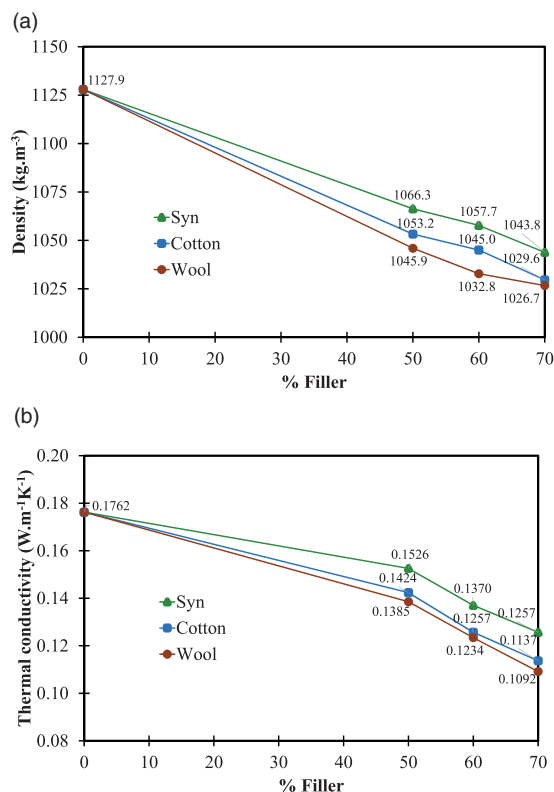 (a)
1150
1125
1100
1075
1050
1025
1000
Density (kg.m⁻³)
1127.9
1066.3
1057.7
1043.8
1053.2
1045.0
1029.6
1045.9
1032.8
1026.7
Syn
Cotton
Wool
0 10 20 30 40 50 60 70
% Filler
(b)
0.20
0.18
0.16
0.14
0.12
0.10
0.08
Thermal conductivity (W.m⁻¹K⁻¹)
0.1762
0.1526
0.1424
0.1370
0.1257
0.1385
0.1257
0.1137
0.1234
0.1092
Syn
Cotton
Wool
0 10 20 30 40 50 60 70
% Filler